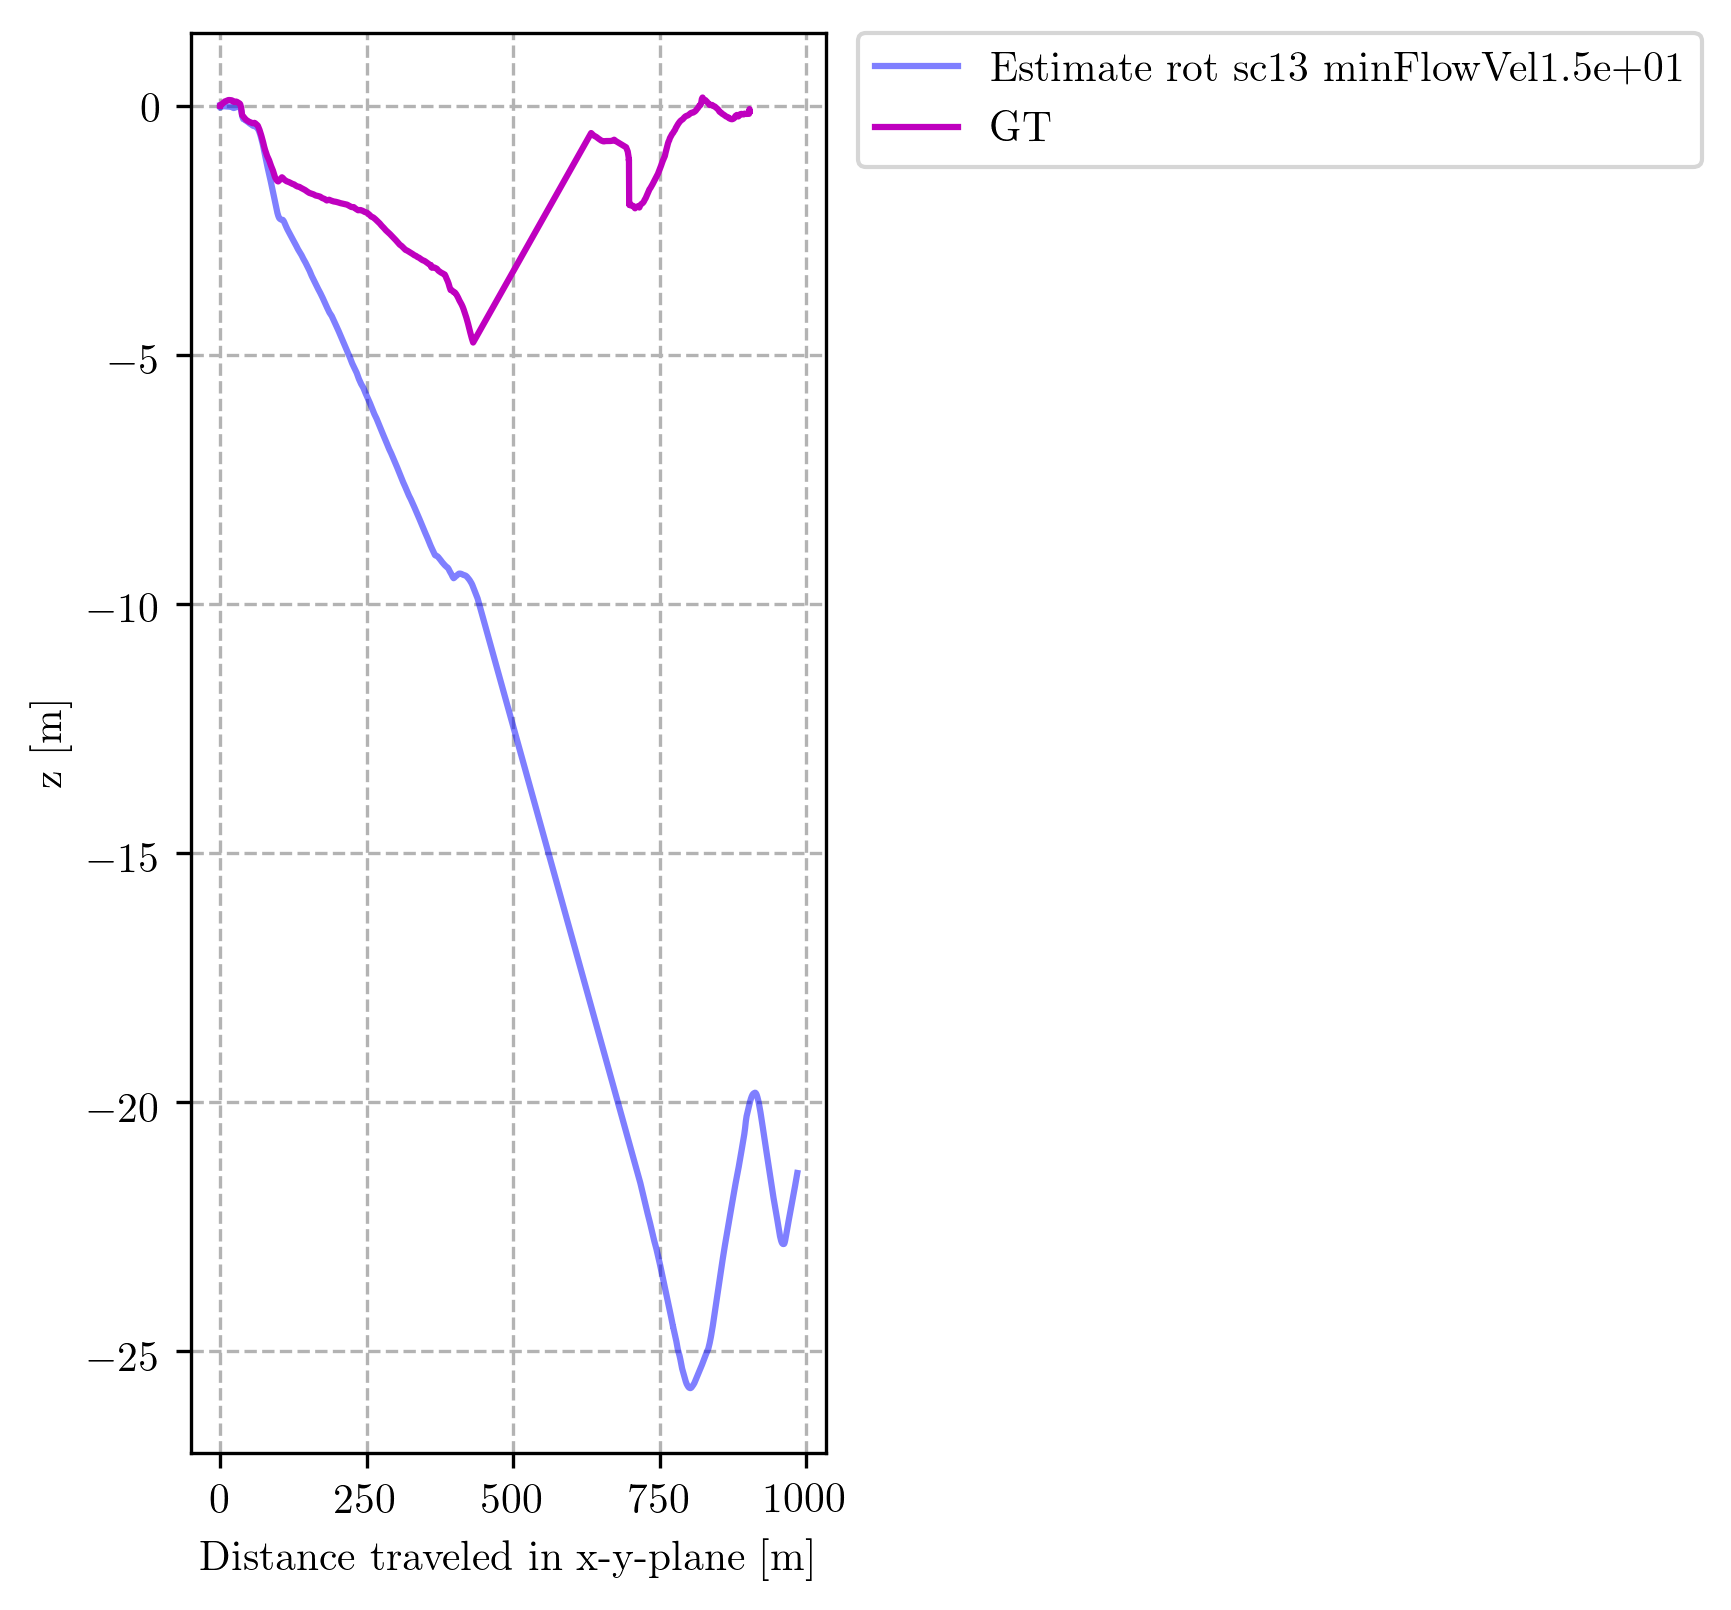 Estimate rot sc13 minFlowVel1.5e+01
GT
0
−5
−10
−15
−20
−25
z [m]
0 250 500 750 1000
Distance traveled in x-y-plane [m]